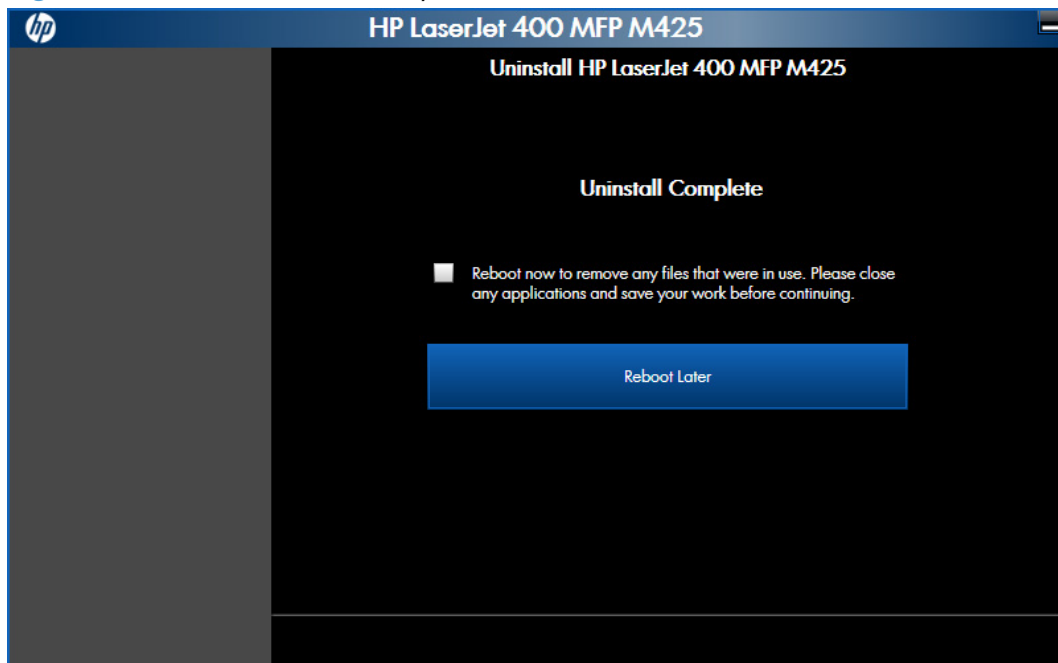 hp
HP LaserJet 400 MFP M425
Uninstall HP LaserJet 400 MFP M425
Uninstall Complete
Reboot now to remove any files that were in use. Please close
any applications and save your work before continuing.
Reboot Later